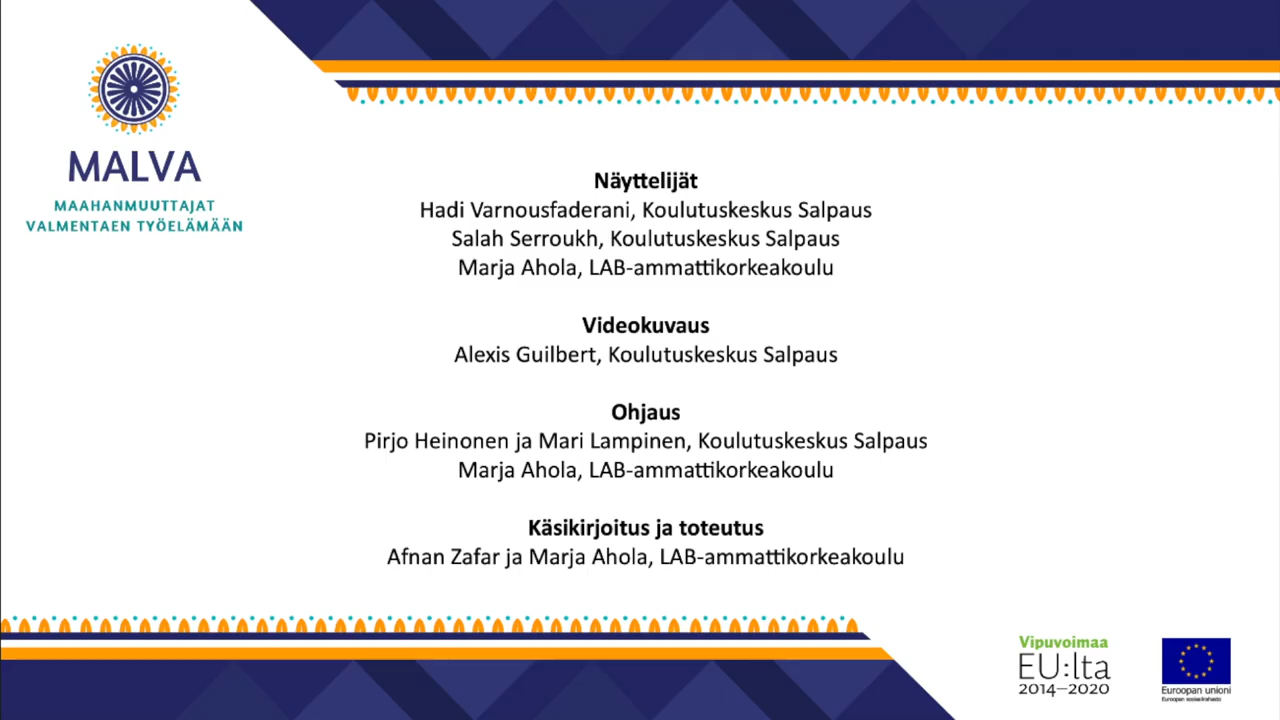 MALVA
MAAHANMUUTTAJAT
VALMENTAEN TYÖELÄMÄÄN
Näyttelijät
Hadi Varnousfaderani, Koulutuskeskus Salpaus
Salah Serroukh, Koulutuskeskus Salpaus
Marja Ahola, LAB-ammattikorkeakoulu
Videokuvaus
Alexis Guilbert, Koulutuskeskus Salpaus
Ohjaus
Pirjo Heinonen ja Mari Lampinen, Koulutuskeskus Salpaus
Marja Ahola, LAB-ammattikorkeakoulu
Käsikirjoitus ja toteutus
Afnan Zafar ja Marja Ahola, LAB-ammattikorkeakoulu
Vipuvoimaa
EU:lta
2014–2020
Euroopan unioni
Euroopan sosiaalirahasto